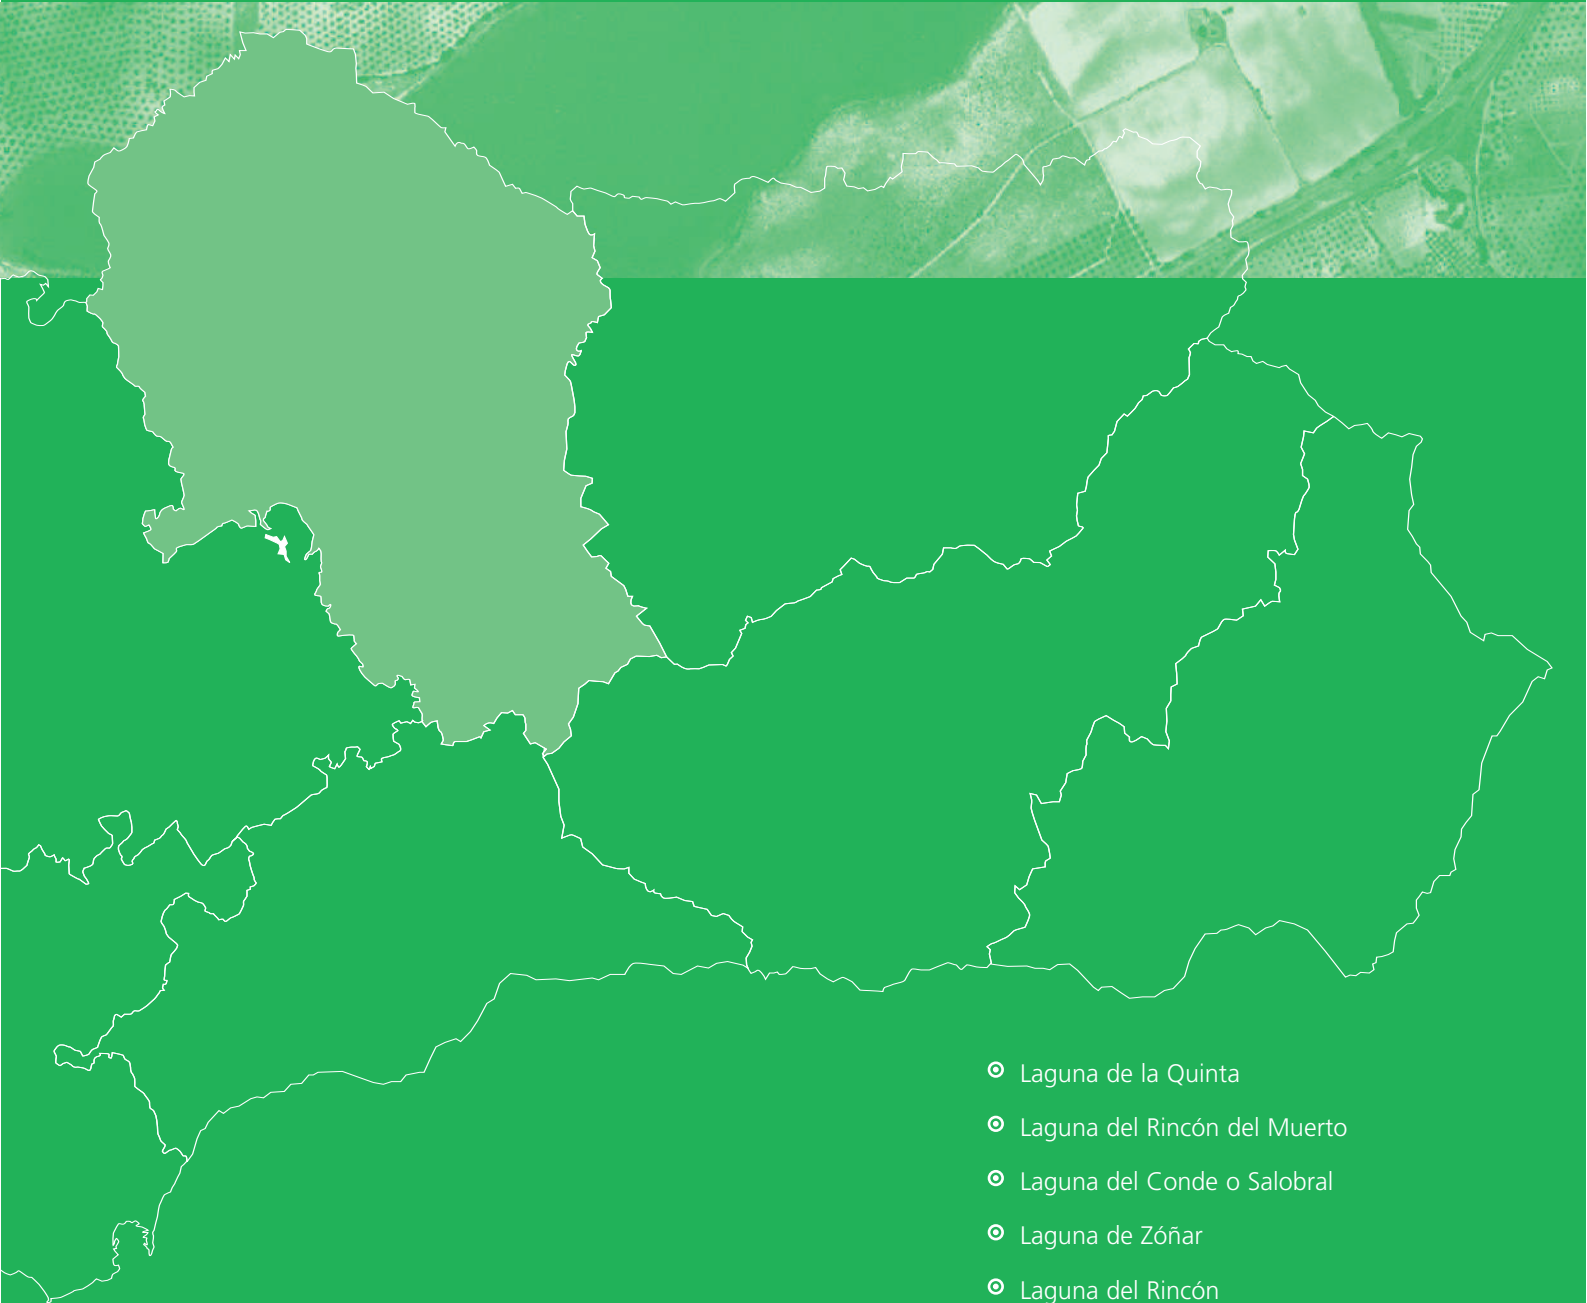 Laguna de la Quinta
Laguna del Rincón del Muerto
Laguna del Conde o Salobral
Laguna de Zóñar
Laguna del Rincón